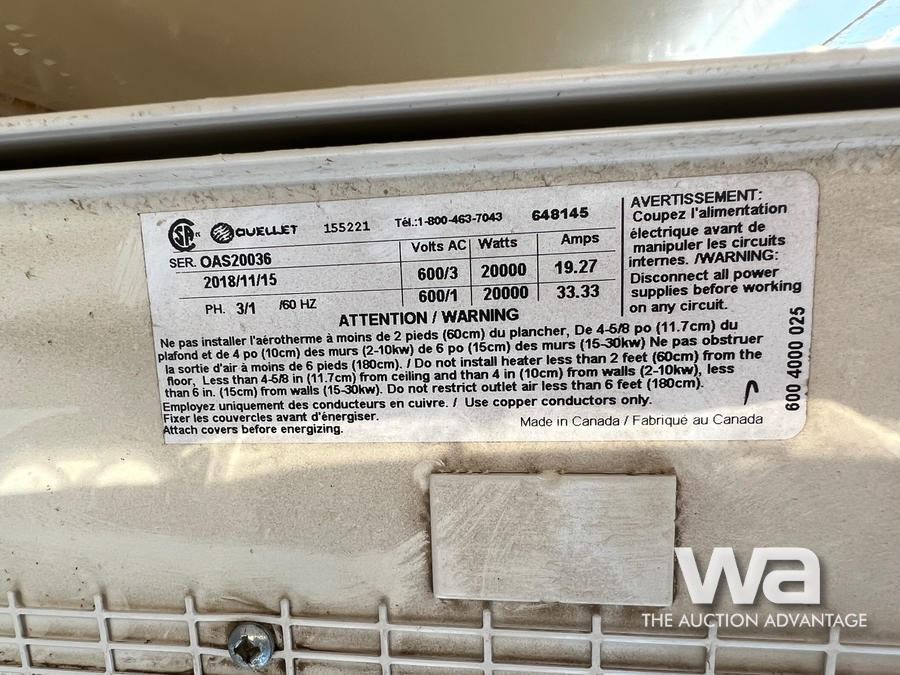 CSA OUELLET 155221 Tél.:1-800-463-7043 648145
SER. OAS20036 Volts AC Watts Amps
2018/11/15 600/3 20000 19.27
PH. 3/1 /60 HZ 600/1 20000 33.33
AVERTISSEMENT:
Coupez l'alimentation
électrique avant de
manipuler les circuits
internes. /WARNING:
Disconnect all power
supplies before working
on any circuit.
ATTENTION / WARNING
Ne pas installer l'aérotherme à moins de 2 pieds (60cm) du plancher, De 4-5/8 po (11.7cm) du
plafond et de 4 po (10cm) des murs (2-10kw) de 6 po (15cm) des murs (15-30kw) Ne pas obstruer
la sortie d'air à moins de 6 pieds (180cm). / Do not install heater less than 2 feet (60cm) from the
floor, Less than 4-5/8 in (11.7cm) from ceiling and than 4 in (10cm) from walls (2-10kw), less
than 6 in. (15cm) from walls (15-30kw). Do not restrict outlet air less than 6 feet (180cm).
Employez uniquement des conducteurs en cuivre. / Use copper conductors only.
Fixer les couvercles avant d'énergiser.
Attach covers before energizing.
Made in Canada / Fabriqué au Canada
600 4000 025
wa
THE AUCTION ADVANTAGE